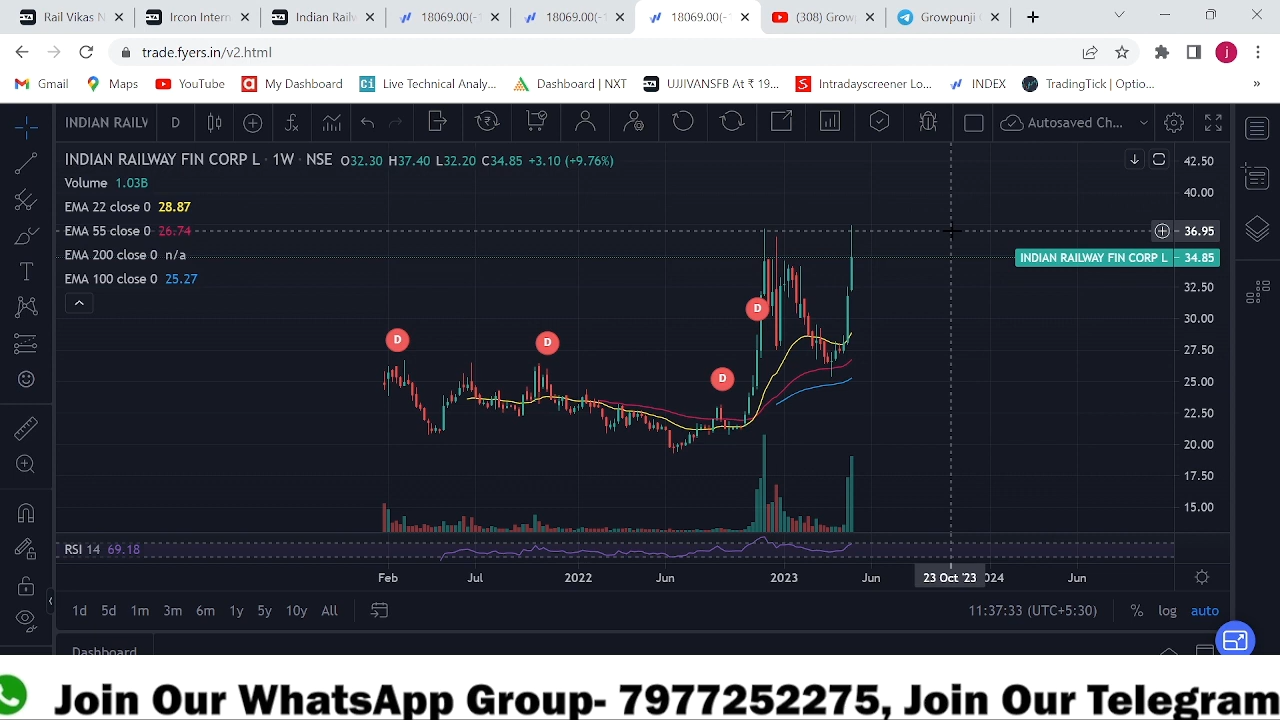 Rail Vikas N
Ircon Intern
Indian Railw
18069.00(-1
18069.00(-1
18069.00(-1
(308) Grow
Growpunji (
trade.fyers.in/v2.html
j
Gmail
Maps
YouTube
My Dashboard
Live Technical Analy...
Dashboard | NXT
UJJIVANSFB At ₹ 19...
Intradayscreener Lo...
INDEX
TradingTick | Optio...
»
INDIAN RAILV
D
Autosaved Ch...
INDIAN RAILWAY FIN CORP L · 1W · NSE O32.30 H37.40 L32.20 C34.85 +3.10 (+9.76%)
Volume 1.03B
EMA 22 close 0 28.87
EMA 55 close 0 26.74
EMA 200 close 0 n/a
EMA 100 close 0 25.27
42.50
40.00
36.95
INDIAN RAILWAY FIN CORP L 34.85
32.50
30.00
27.50
25.00
22.50
20.00
17.50
15.00
D
D
D
D
RSI 14 69.18
Feb Jul 2022 Jun 2023 Jun 23 Oct '23 2024 Jun
1d 5d 1m 3m 6m 1y 5y 10y All
11:37:33 (UTC+5:30) % log auto
Dashboard
Join Our WhatsApp Group- 7977252275, Join Our Telegram